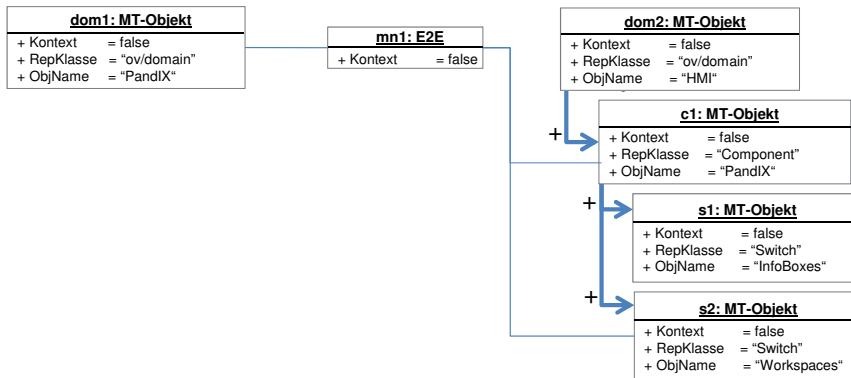 dom1: MT-Objekt
+ Kontext = false
+ RepKlasse = “ov/domain”
+ ObjName = “PandIX“
mn1: E2E
+ Kontext = false
dom2: MT-Objekt
+ Kontext = false
+ RepKlasse = “ov/domain”
+ ObjName = “HMI“
+
c1: MT-Objekt
+ Kontext = false
+ RepKlasse = “Component”
+ ObjName = “PandIX“
+
s1: MT-Objekt
+ Kontext = false
+ RepKlasse = “Switch”
+ ObjName = “InfoBoxes“
+
s2: MT-Objekt
+ Kontext = false
+ RepKlasse = “Switch”
+ ObjName = “Workspaces“